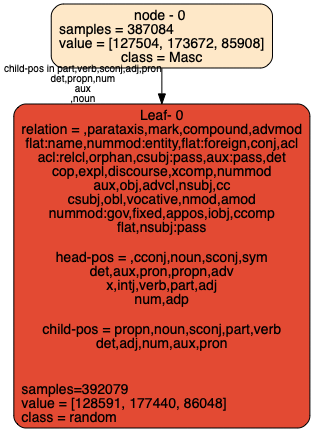 node - 0
samples = 387084
value = [127504, 173672, 85908]
class = Masc
child-pos in part,verb,sconj,adj,pron
det,propn,num
aux
,noun
Leaf- 0
relation = ,parataxis,mark,compound,advmod
flat:name,nummod:entity,flat:foreign,conj,acl
acl:relcl,orphan,csubj:pass,aux:pass,det
cop,expl,discourse,xcomp,nummod
aux,obj,advcl,nsubj,cc
csubj,obl,vocative,nmod,amod
nummod:gov,fixed,appos,iobj,ccomp
flat,nsubj:pass
head-pos = ,cconj,noun,sconj,sym
det,aux,pron,propn,adv
x,intj,verb,part,adj
num,adp
child-pos = propn,noun,sconj,part,verb
det,adj,num,aux,pron
samples=392079
value = [128591, 177440, 86048]
class = random